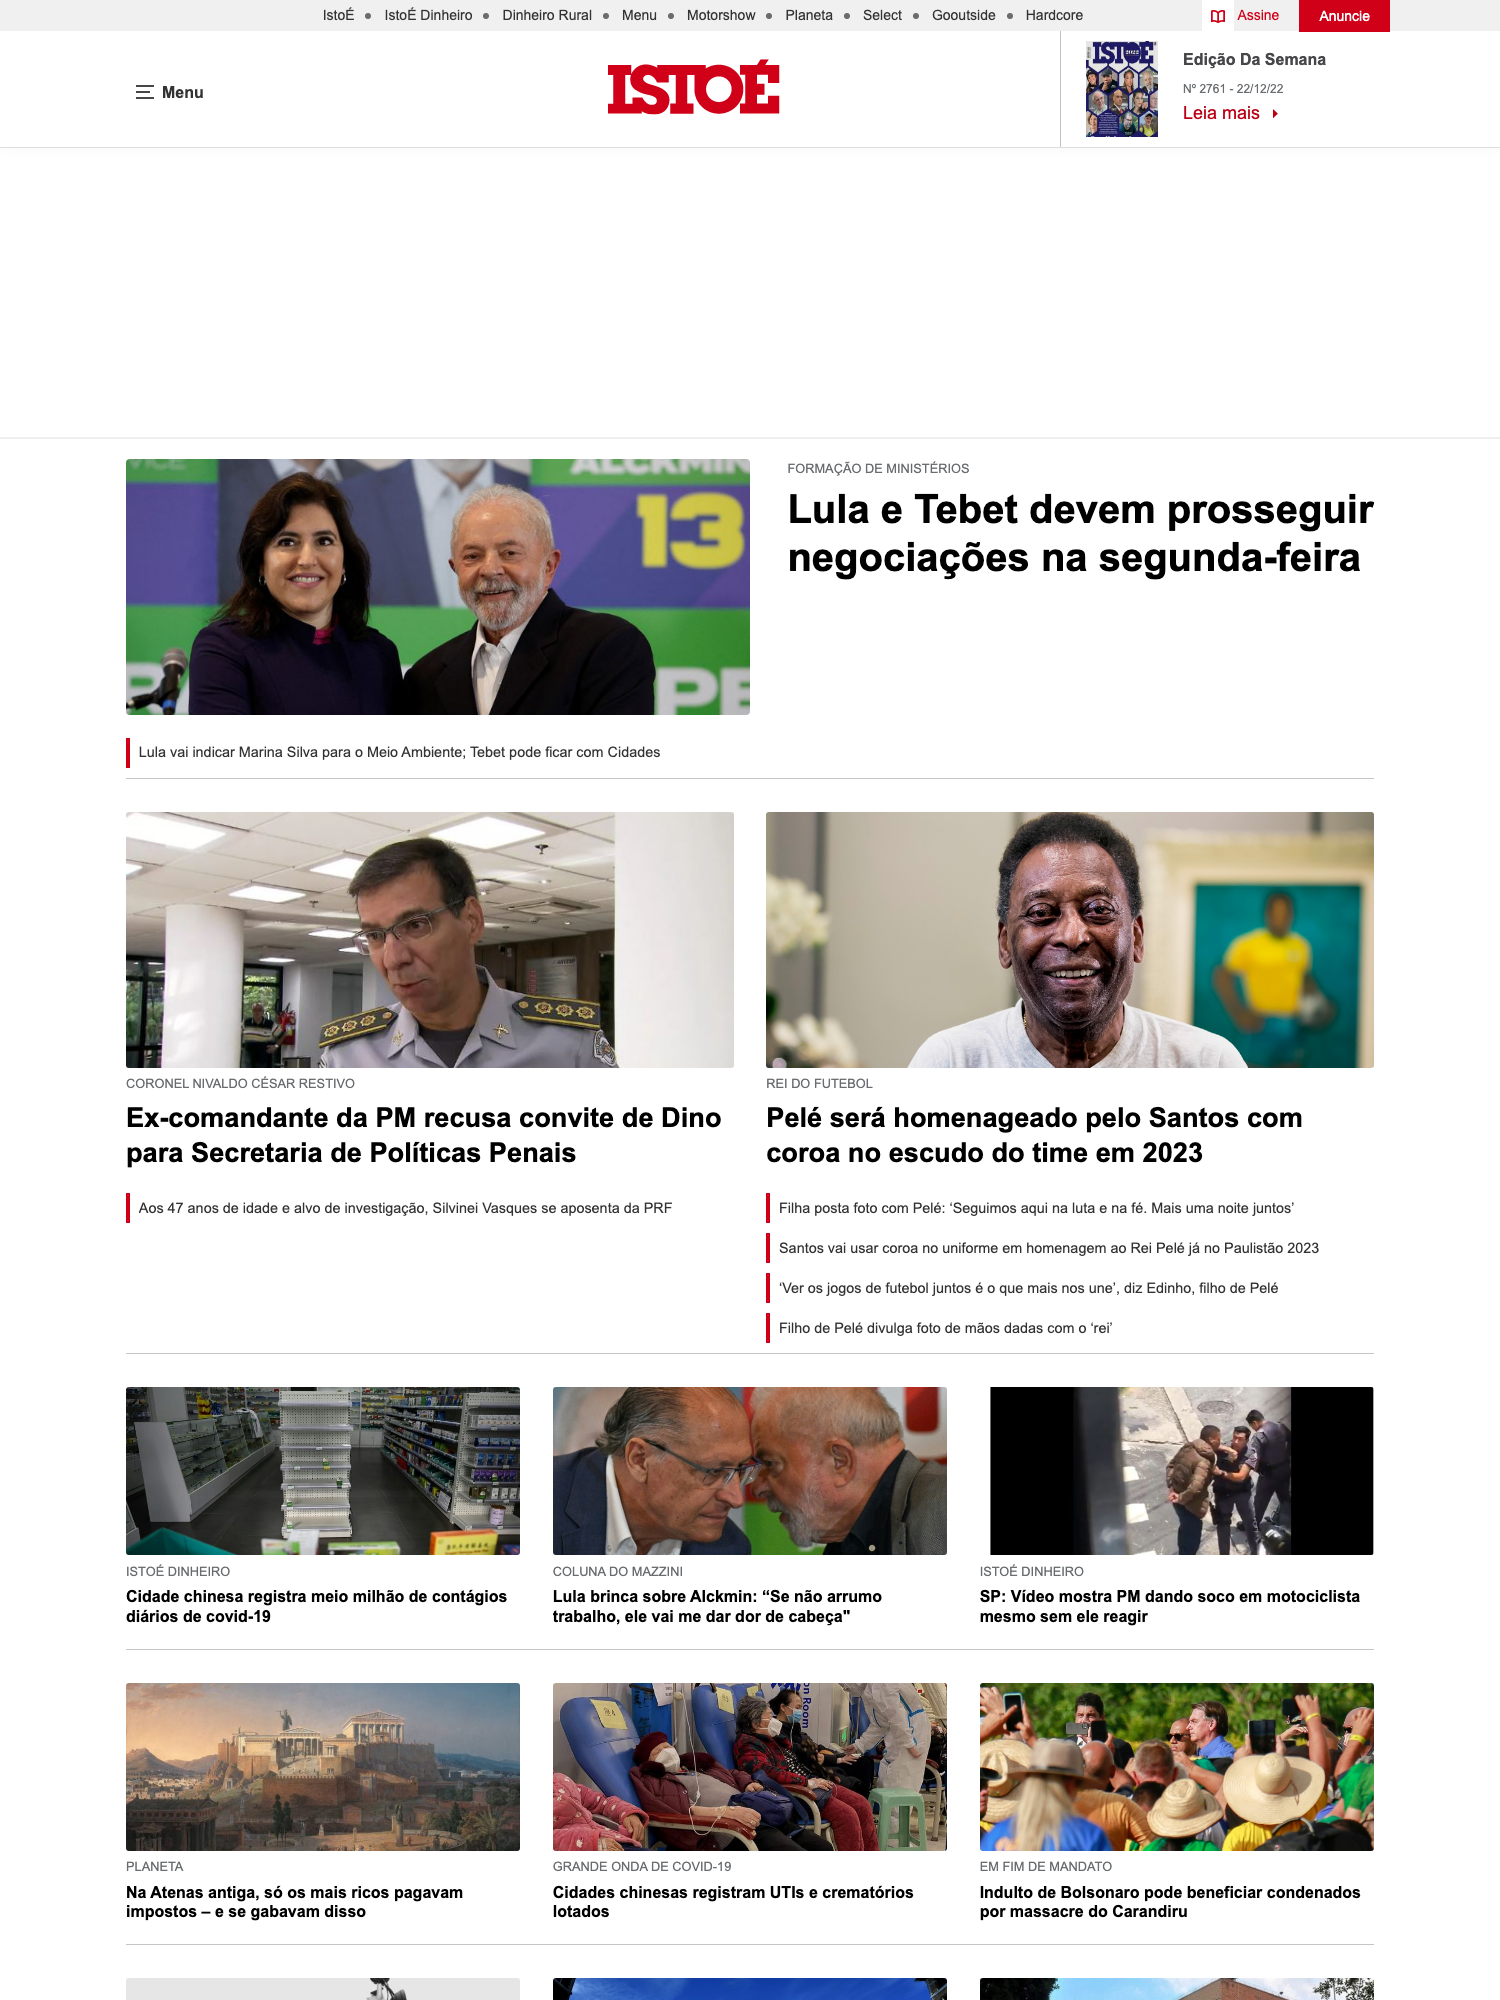 IstoÉ • IstoÉ Dinheiro • Dinheiro Rural • Menu • Motorshow • Planeta • Select • Gooutside • Hardcore
Assine
Anuncie
Menu
ISTOÉ
ISTOÉ
Edição Da Semana
Nº 2761 - 22/12/22
Leia mais
VICE
ALCKMIN
13
PE
FORMAÇÃO DE MINISTÉRIOS
Lula e Tebet devem prosseguir
negociações na segunda-feira
Lula vai indicar Marina Silva para o Meio Ambiente; Tebet pode ficar com Cidades
CORONEL NIVALDO CÉSAR RESTIVO
Ex-comandante da PM recusa convite de Dino
para Secretaria de Políticas Penais
Aos 47 anos de idade e alvo de investigação, Silvinei Vasques se aposenta da PRF
REI DO FUTEBOL
Pelé será homenageado pelo Santos com
coroa no escudo do time em 2023
Filha posta foto com Pelé: ‘Seguimos aqui na luta e na fé. Mais uma noite juntos’
Santos vai usar coroa no uniforme em homenagem ao Rei Pelé já no Paulistão 2023
‘Ver os jogos de futebol juntos é o que mais nos une’, diz Edinho, filho de Pelé
Filho de Pelé divulga foto de mãos dadas com o ‘rei’
ISTOÉ DINHEIRO
Cidade chinesa registra meio milhão de contágios
diários de covid-19
COLUNA DO MAZZINI
Lula brinca sobre Alckmin: “Se não arrumo
trabalho, ele vai me dar dor de cabeça"
ISTOÉ DINHEIRO
SP: Vídeo mostra PM dando soco em motociclista
mesmo sem ele reagir
on Room
PLANETA
Na Atenas antiga, só os mais ricos pagavam
impostos – e se gabavam disso
GRANDE ONDA DE COVID-19
Cidades chinesas registram UTIs e crematórios
lotados
EM FIM DE MANDATO
Indulto de Bolsonaro pode beneficiar condenados
por massacre do Carandiru